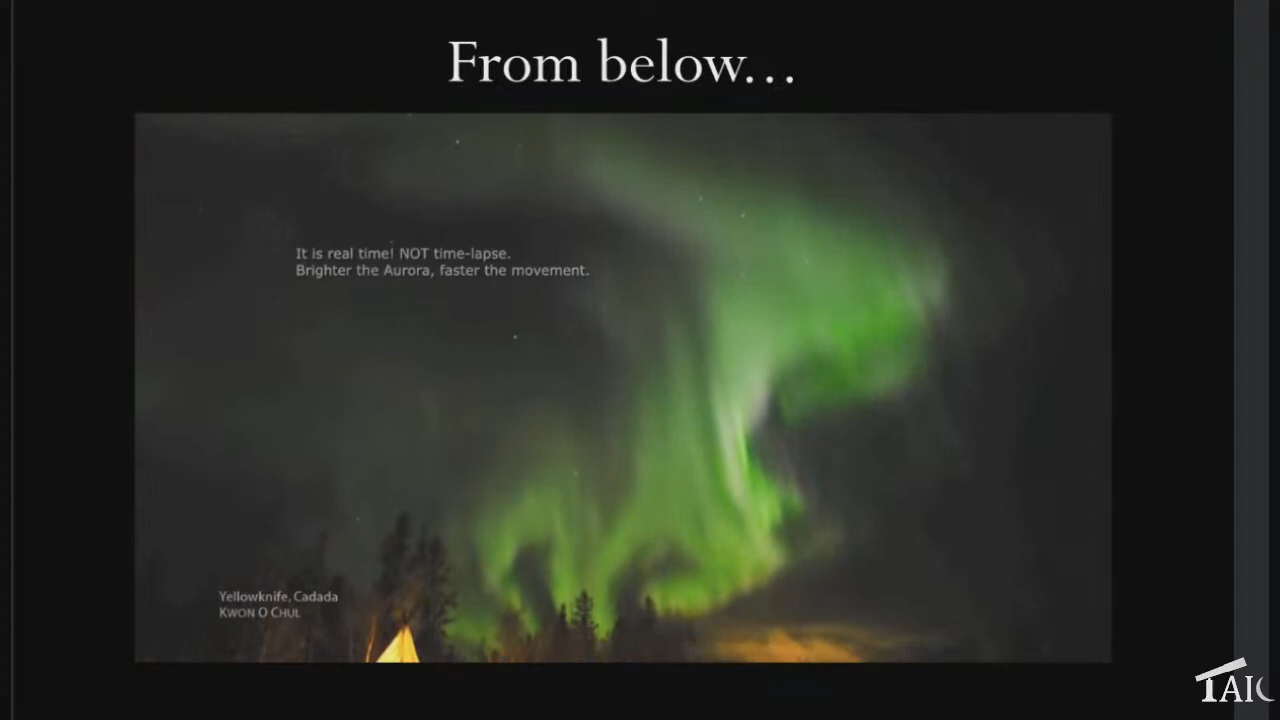 From below...
It is real time! NOT time-lapse.
Brighter the Aurora, faster the movement.
Yellowknife, Cadada
KWON O CHUL
TAIC